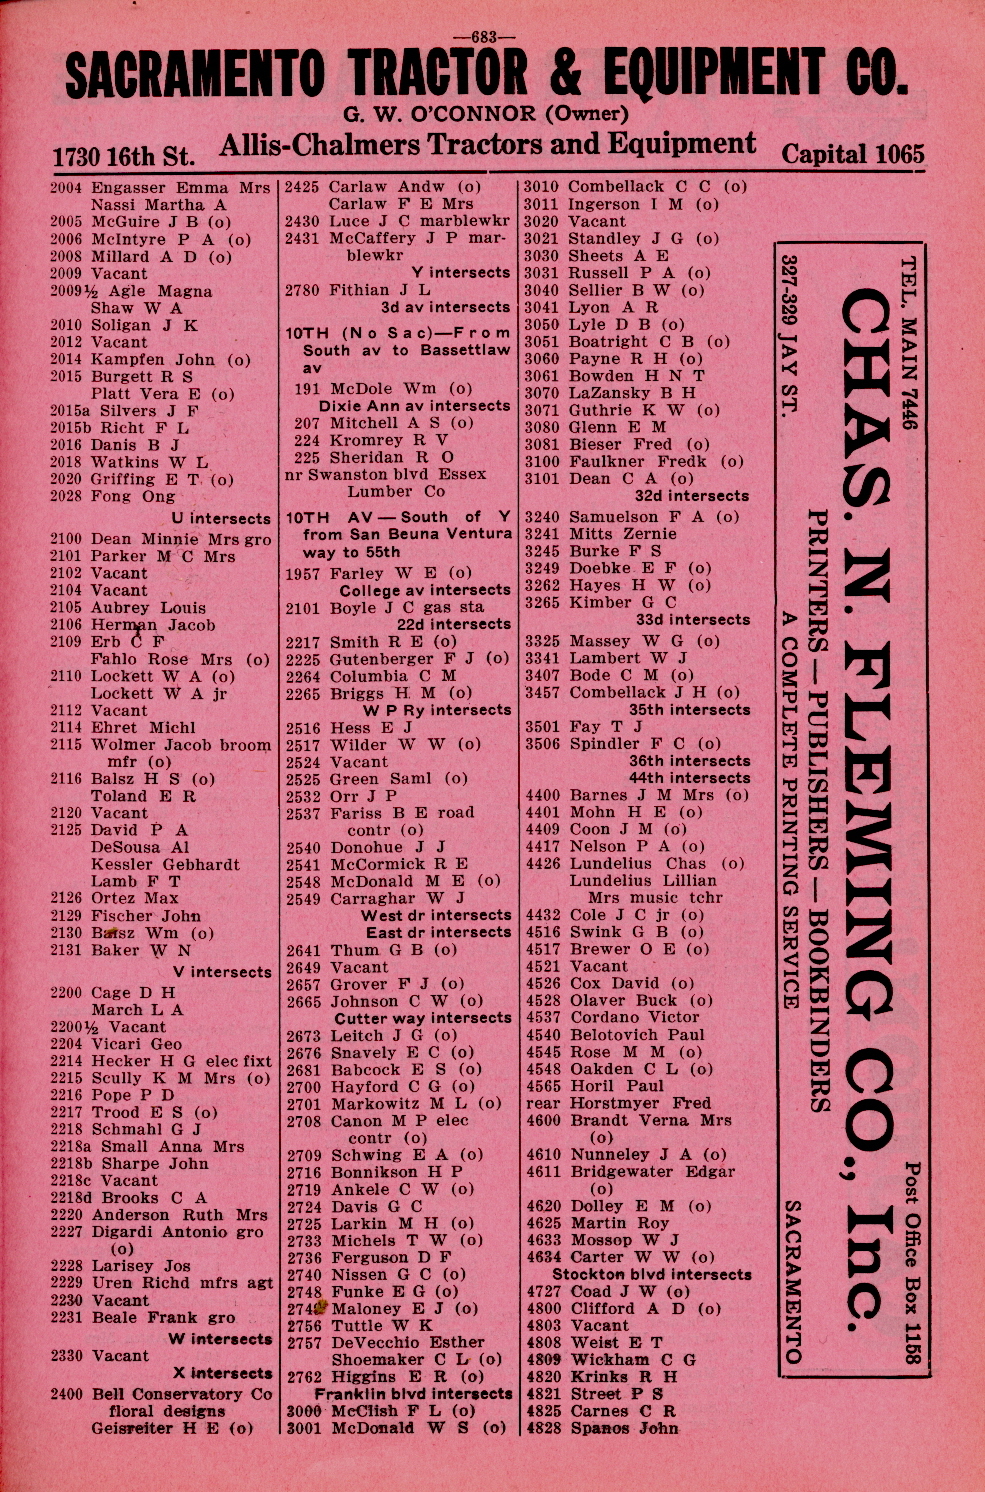 —683—
SACRAMENTO TRACTOR & EQUIPMENT CO.
G. W. O'CONNOR (Owner)
1730 16th St. Allis-Chalmers Tractors and Equipment Capital 1065
2004 Engasser Emma Mrs
Nassi Martha A
2005 McGuire J B (o)
2006 McIntyre P A (o)
2008 Millard A D (o)
2009 Vacant
2009½ Agle Magna
Shaw W A
2010 Soligan J K
2012 Vacant
2014 Kampfen John (o)
2015 Burgett R S
Platt Vera E (o)
2015a Silvers J F
2015b Richt F L
2016 Danis B J
2018 Watkins W L
2020 Griffing E T (o)
2028 Fong Ong
U intersects
2100 Dean Minnie Mrs gro
2101 Parker M C Mrs
2102 Vacant
2104 Vacant
2105 Aubrey Louis
2106 Herman Jacob
2109 Erb C F
Fahlo Rose Mrs (o)
2110 Lockett W A (o)
Lockett W A jr
2112 Vacant
2114 Ehret Michl
2115 Wolmer Jacob broom
mfr (o)
2116 Balsz H S (o)
Toland E R
2120 Vacant
2125 David P A
DeSousa Al
Kessler Gebhardt
Lamb F T
2126 Ortez Max
2129 Fischer John
2130 Balsz Wm (o)
2131 Baker W N
V intersects
2200 Cage D H
March L A
2200½ Vacant
2204 Vicari Geo
2214 Hecker H G elec fixt
2215 Scully K M Mrs (o)
2216 Pope P D
2217 Trood E S (o)
2218 Schmahl G J
2218a Small Anna Mrs
2218b Sharpe John
2218c Vacant
2218d Brooks C A
2220 Anderson Ruth Mrs
2227 Digardi Antonio gro
(o)
2228 Larisey Jos
2229 Uren Richd mfrs agt
2230 Vacant
2231 Beale Frank gro
W intersects
2330 Vacant
X intersects
2400 Bell Conservatory Co
floral designs
Geisreiter H E (o)
2425 Carlaw Andw (o)
Carlaw F E Mrs
2430 Luce J C marblewkr
2431 McCaffery J P mar-
blewkr
Y intersects
2780 Fithian J L
3d av intersects
10TH (No Sac)—From
South av to Bassettlaw
av
191 McDole Wm (o)
Dixie Ann av intersects
207 Mitchell A S (o)
224 Kromrey R V
225 Sheridan R O
nr Swanston blvd Essex
Lumber Co
10TH AV—South of Y
from San Beuna Ventura
way to 55th
1957 Farley W E (o)
College av intersects
2101 Boyle J C gas sta
22d intersects
2217 Smith R E (o)
2225 Gutenberger F J (o)
2264 Columbia C M
2265 Briggs H M (o)
W P Ry intersects
2516 Hess E J
2517 Wilder W W (o)
2524 Vacant
2525 Green Saml (o)
2532 Orr J P
2537 Fariss B E road
contr (o)
2540 Donohue J J
2541 McCormick R E
2548 McDonald M E (o)
2549 Carraghar W J
West dr intersects
East dr intersects
2641 Thum G B (o)
2649 Vacant
2657 Grover F J (o)
2665 Johnson C W (o)
Cutter way intersects
2673 Leitch J G (o)
2676 Snavely E C (o)
2681 Babcock E S (o)
2700 Hayford C G (o)
2701 Markowitz M L (o)
2708 Canon M P elec
contr (o)
2709 Schwing E A (o)
2716 Bonnikson H P
2719 Ankele C W (o)
2724 Davis G C
2725 Larkin M H (o)
2733 Michels T W (o)
2736 Ferguson D F
2740 Nissen G C (o)
2748 Funke E G (o)
Maloney E J (o)
2756 Tuttle W K
2757 DeVecchio Esther
Shoemaker C L (o)
2762 Higgins E R (o)
Franklin blvd intersects
3000 McClish F L (o)
3001 McDonald W S (o)
3010 Combellack C C (o)
3011 Ingerson I M (o)
3020 Vacant
3021 Standley J G (o)
3030 Sheets A E
3031 Russell P A (o)
3040 Sellier B W (o)
3041 Lyon A R
3050 Lyle D B (o)
3051 Boatright C B (o)
3060 Payne R H (o)
3061 Bowden H N T
3070 LaZansky B H
3071 Guthrie K W (o)
3080 Glenn E M
3081 Bieser Fred (o)
3100 Faulkner Fredk (o)
3101 Dean C A (o)
32d intersects
3240 Samuelson F A (o)
3241 Mitts Zernie
3245 Burke F S
3249 Doebke E F (o)
3262 Hayes H W (o)
3265 Kimber G C
33d intersects
3325 Massey W G (o)
3341 Lambert W J
3407 Bode C M (o)
3457 Combellack J H (o)
35th intersects
3501 Fay T J
3506 Spindler F C (o)
36th intersects
44th intersects
4400 Barnes J M Mrs (o)
4401 Mohn H E (o)
4409 Coon J M (o)
4417 Nelson P A (o)
4426 Lundelius Chas (o)
Lundelius Lillian
Mrs music tchr
4432 Cole J C jr (o)
4516 Swink G B (o)
4517 Brewer O E (o)
4521 Vacant
4526 Cox David (o)
4528 Olaver Buck (o)
4537 Cordano Victor
4540 Belotovich Paul
4545 Rose M M (o)
4548 Oakden C L (o)
4565 Horil Paul
rear Horstmyer Fred
4600 Brandt Verna Mrs
(o)
4610 Nunneley J A (o)
4611 Bridgewater Edgar
(o)
4620 Dolley E M (o)
4625 Martin Roy
4633 Mossop W J
4634 Carter W W (o)
Stockton blvd intersects
4727 Coad J W (o)
4800 Clifford A D (o)
4803 Vacant
4808 Weist E T
4809 Wickham C G
4820 Krinks R H
4821 Street P S
4825 Carnes C R
4828 Spanos John
TEL. MAIN 7446 Post Office Box 1158
CHAS. N. FLEMING CO., Inc.
PRINTERS—PUBLISHERS—BOOKBINDERS
327-329 JAY ST. A COMPLETE PRINTING SERVICE SACRAMENTO